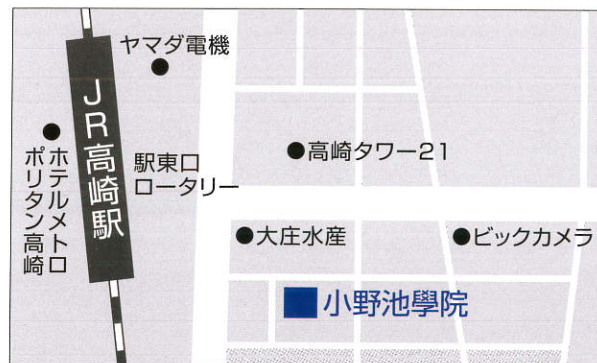 ヤマダ電機
JR高崎駅
ホテルメトロ
ポリタン高崎
駅東口
ロータリー
高崎タワー21
大庄水産
ビックカメラ
小野池學院